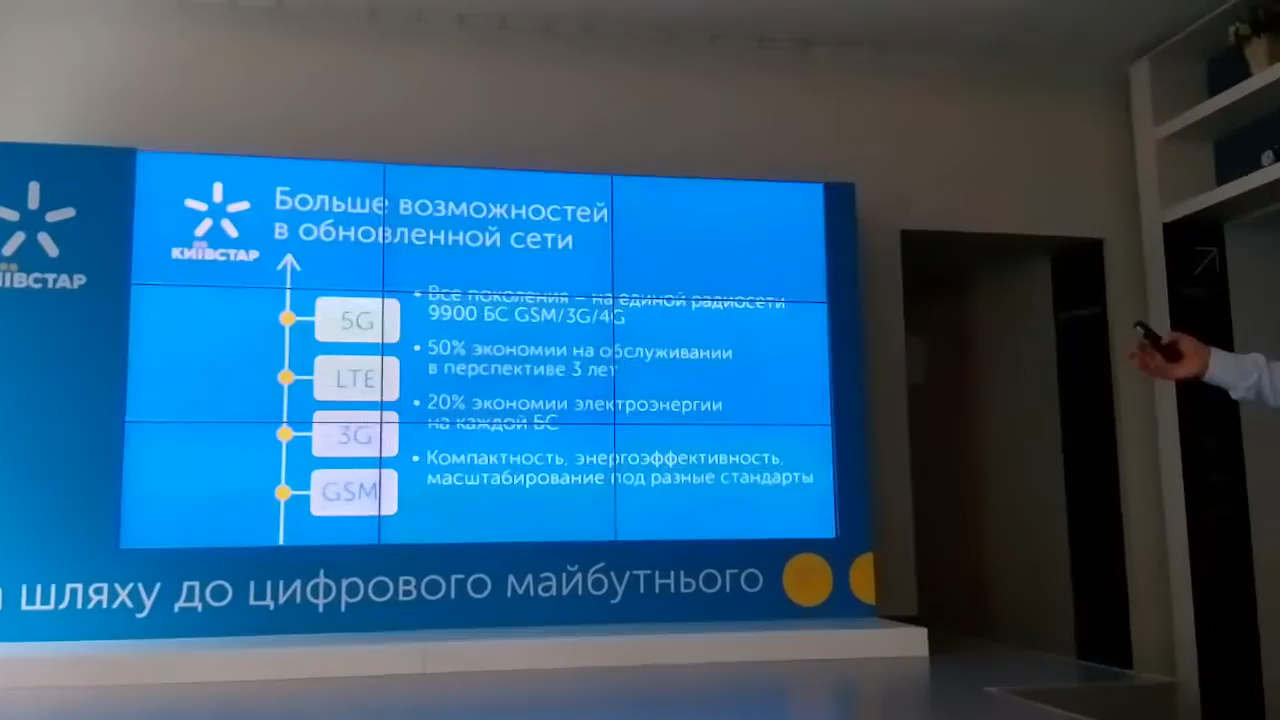 КИЇВСТАР
ИЇВСТАР
Больше возможностей
в обновленной сети
5G
LTE
3G
GSM
• Все поколения – на единой радиосети
9900 БС GSM/3G/4G
• 50% экономии на обслуживании
в перспективе 3 лет
• 20% экономии электроэнергии
на каждой БС
• Компактность, энергоэффективность,
масштабирование под разные стандарты
шляху до цифрового майбутнього